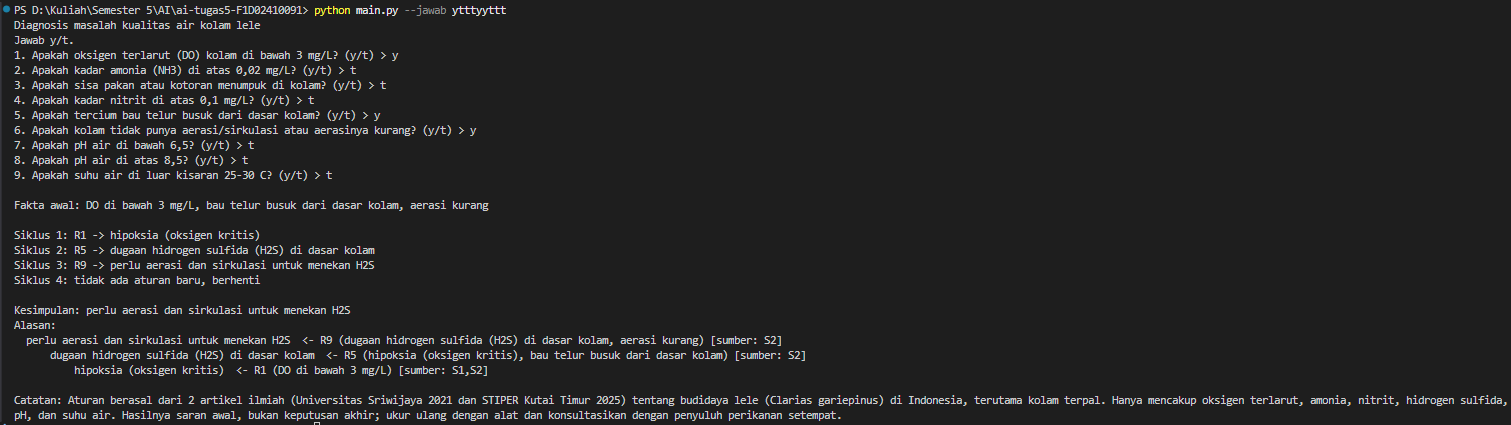 PS D:\Kuliah\Semester 5\AI\ai-tugas5-F1D02410091> python main.py --jawab ytttyyttt
Diagnosis masalah kualitas air kolam lele
Jawab y/t.
1. Apakah oksigen terlarut (DO) kolam di bawah 3 mg/L? (y/t) > y
2. Apakah kadar amonia (NH3) di atas 0,02 mg/L? (y/t) > t
3. Apakah sisa pakan atau kotoran menumpuk di kolam? (y/t) > t
4. Apakah kadar nitrit di atas 0,1 mg/L? (y/t) > t
5. Apakah tercium bau telur busuk dari dasar kolam? (y/t) > y
6. Apakah kolam tidak punya aerasi/sirkulasi atau aerasinya kurang? (y/t) > y
7. Apakah pH air di bawah 6,5? (y/t) > t
8. Apakah pH air di atas 8,5? (y/t) > t
9. Apakah suhu air di luar kisaran 25-30 C? (y/t) > t
Fakta awal: DO di bawah 3 mg/L, bau telur busuk dari dasar kolam, aerasi kurang
Siklus 1: R1 -> hipoksia (oksigen kritis)
Siklus 2: R5 -> dugaan hidrogen sulfida (H2S) di dasar kolam
Siklus 3: R9 -> perlu aerasi dan sirkulasi untuk menekan H2S
Siklus 4: tidak ada aturan baru, berhenti
Kesimpulan: perlu aerasi dan sirkulasi untuk menekan H2S
Alasan:
perlu aerasi dan sirkulasi untuk menekan H2S <- R9 (dugaan hidrogen sulfida (H2S) di dasar kolam, aerasi kurang) [sumber: S2]
dugaan hidrogen sulfida (H2S) di dasar kolam <- R5 (hipoksia (oksigen kritis), bau telur busuk dari dasar kolam) [sumber: S2]
hipoksia (oksigen kritis) <- R1 (DO di bawah 3 mg/L) [sumber: S1,S2]
Catatan: Aturan berasal dari 2 artikel ilmiah (Universitas Sriwijaya 2021 dan STIPER Kutai Timur 2025) tentang budidaya lele (Clarias gariepinus) di Indonesia, terutama kolam terpal. Hanya mencakup oksigen terlarut, amonia, nitrit, hidrogen sulfida,
pH, dan suhu air. Hasilnya saran awal, bukan keputusan akhir; ukur ulang dengan alat dan konsultasikan dengan penyuluh perikanan setempat.